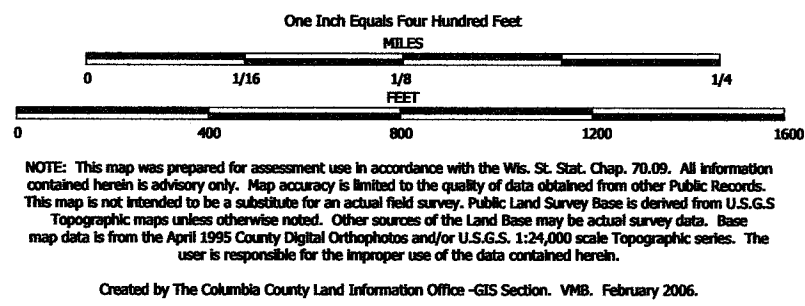 One Inch Equals Four Hundred Feet
MILES
0 1/16 1/8 1/4
FEET
0 400 800 1200 1600
NOTE: This map was prepared for assessment use in accordance with the Wis. St. Stat. Chap. 70.09. All information
contained herein is advisory only. Map accuracy is limited to the quality of data obtained from other Public Records.
This map is not intended to be a substitute for an actual field survey. Public Land Survey Base is derived from U.S.G.S
Topographic maps unless otherwise noted. Other sources of the Land Base may be actual survey data. Base
map data is from the April 1995 County Digital Orthophotos and/or U.S.G.S. 1:24,000 scale Topographic series. The
user is responsible for the improper use of the data contained herein.
Created by The Columbia County Land Information Office -GIS Section. VMB. February 2006.